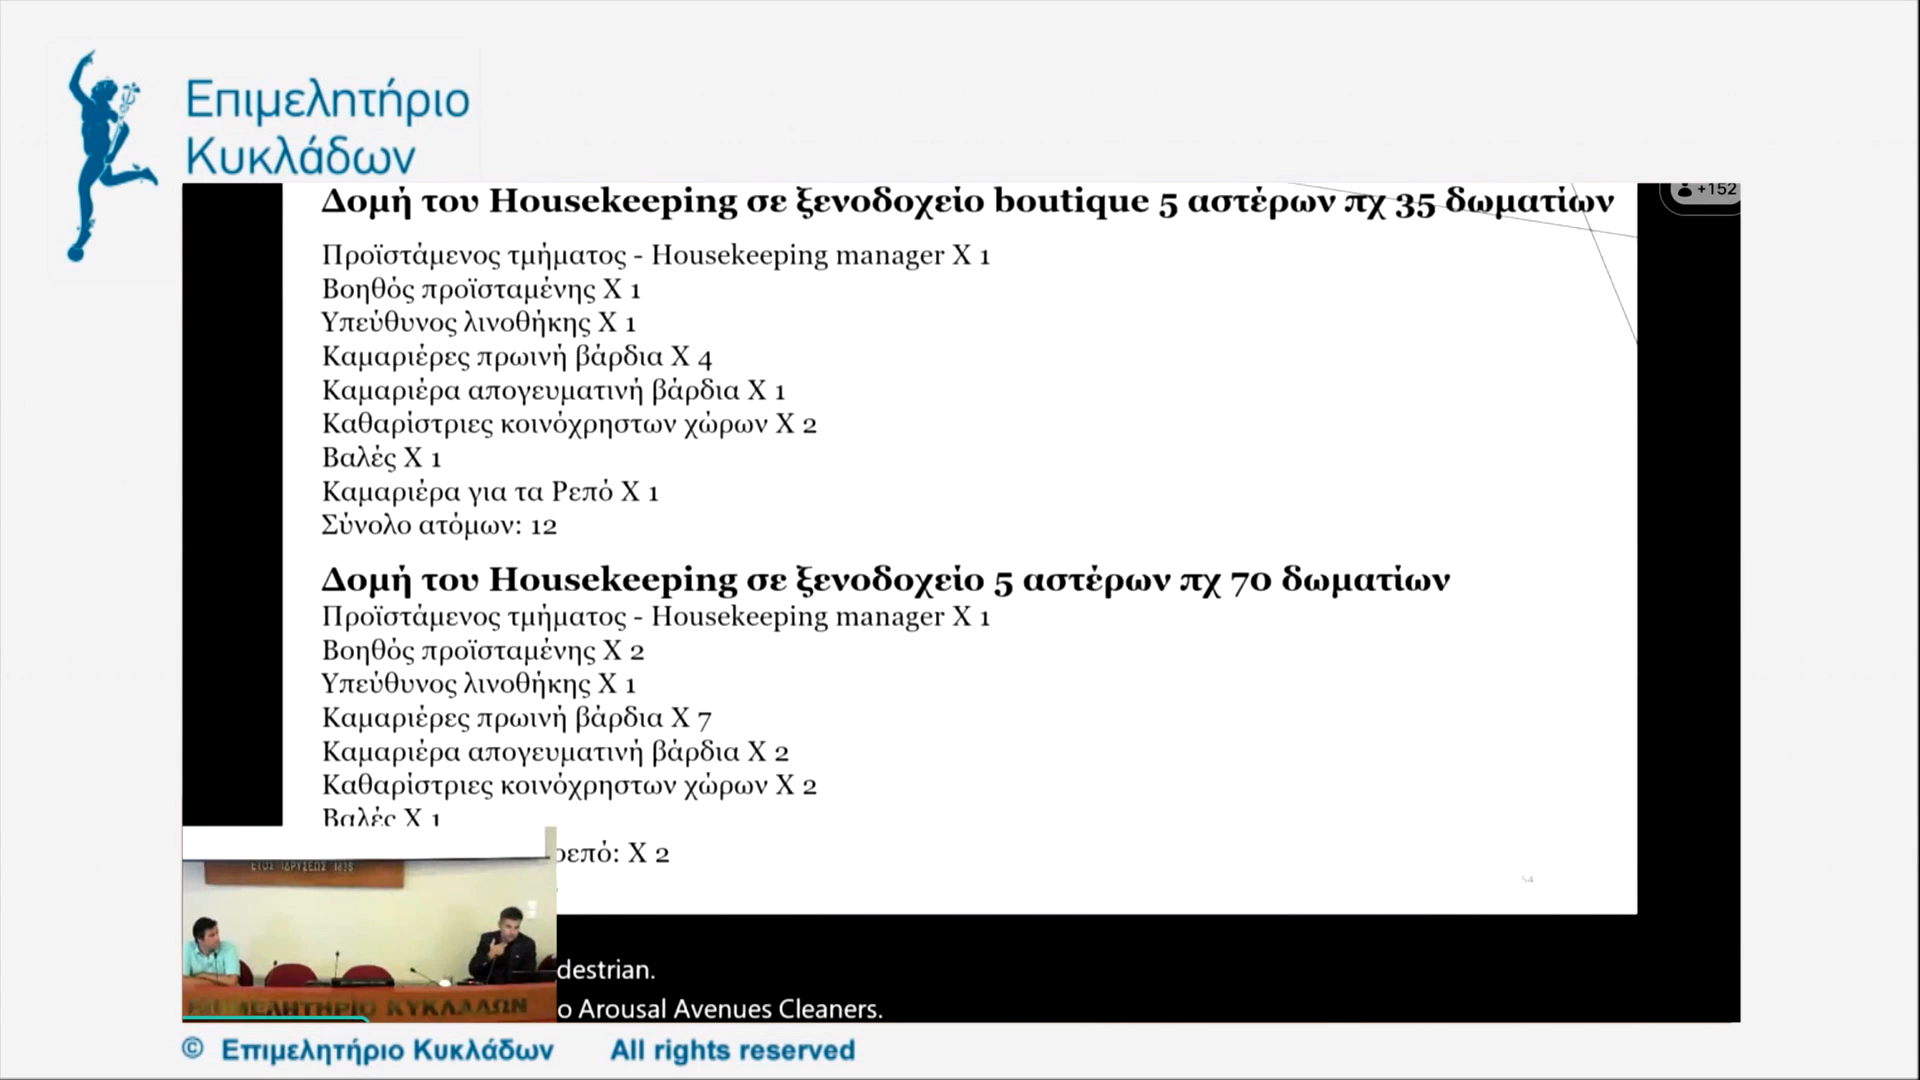 Επιμελητήριο
Κυκλάδων
+152
Δομή του Housekeeping σε ξενοδοχείο boutique 5 αστέρων πχ 35 δωματίων
Προϊστάμενος τμήματος - Housekeeping manager X 1
Βοηθός προϊσταμένης X 1
Υπεύθυνος λινοθήκης X 1
Καμαριέρες πρωινή βάρδια X 4
Καμαριέρα απογευματινή βάρδια X 1
Καθαρίστριες κοινόχρηστων χώρων X 2
Βαλές X 1
Καμαριέρα για τα Ρεπό X 1
Σύνολο ατόμων: 12
Δομή του Housekeeping σε ξενοδοχείο 5 αστέρων πχ 70 δωματίων
Προϊστάμενος τμήματος - Housekeeping manager X 1
Βοηθός προϊσταμένης X 2
Υπεύθυνος λινοθήκης X 1
Καμαριέρες πρωινή βάρδια X 7
Καμαριέρα απογευματινή βάρδια X 2
Καθαρίστριες κοινόχρηστων χώρων X 2
Βαλές X 1
ρεπό: X 2
54
ΕΤΟΣ ΙΔΡΥΣΕΩΣ 1836
ΕΠΙΜΕΛΗΤΗΡΙΟ ΚΥΚΛΑΔΩΝ
destrian.
o Arousal Avenues Cleaners.
© Επιμελητήριο Κυκλάδων All rights reserved